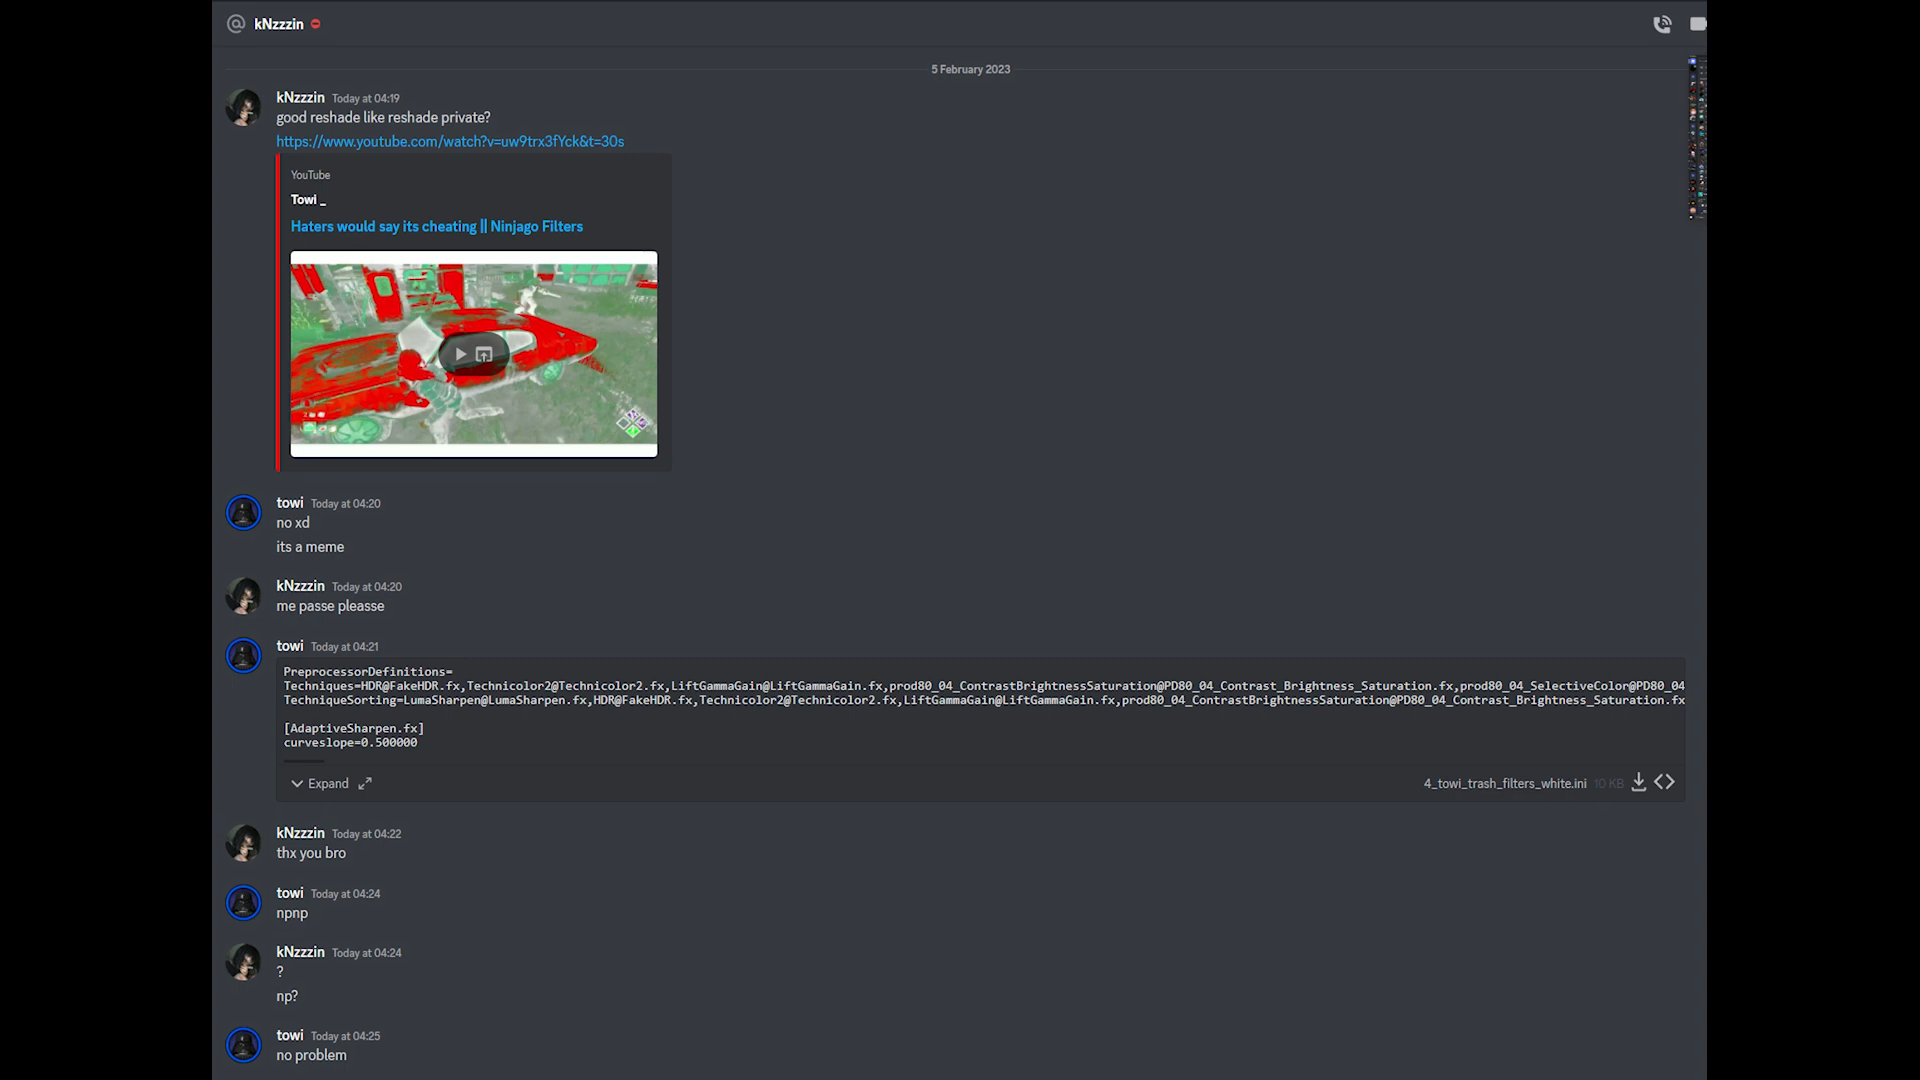 kNzzzin
5 February 2023
kNzzzin Today at 04:19
good reshade like reshade private?
https://www.youtube.com/watch?v=uw9trx3fYck&t=30s
YouTube
Towi _
Haters would say its cheating || Ninjago Filters
towi Today at 04:20
no xd
its a meme
kNzzzin Today at 04:20
me passe pleasse
towi Today at 04:21
PreprocessorDefinitions=
Techniques=HDR@FakeHDR.fx,Technicolor2@Technicolor2.fx,LiftGammaGain@LiftGammaGain.fx,prod80_04_ContrastBrightnessSaturation@PD80_04_Contrast_Brightness_Saturation.fx,prod80_04_SelectiveColor@PD80_04
TechniqueSorting=LumaSharpen@LumaSharpen.fx,HDR@FakeHDR.fx,Technicolor2@Technicolor2.fx,LiftGammaGain@LiftGammaGain.fx,prod80_04_ContrastBrightnessSaturation@PD80_04_Contrast_Brightness_Saturation.fx
[AdaptiveSharpen.fx]
curveslope=0.500000
Expand 4_towi_trash_filters_white.ini 10 KB
kNzzzin Today at 04:22
thx you bro
towi Today at 04:24
npnp
kNzzzin Today at 04:24
?
np?
towi Today at 04:25
no problem